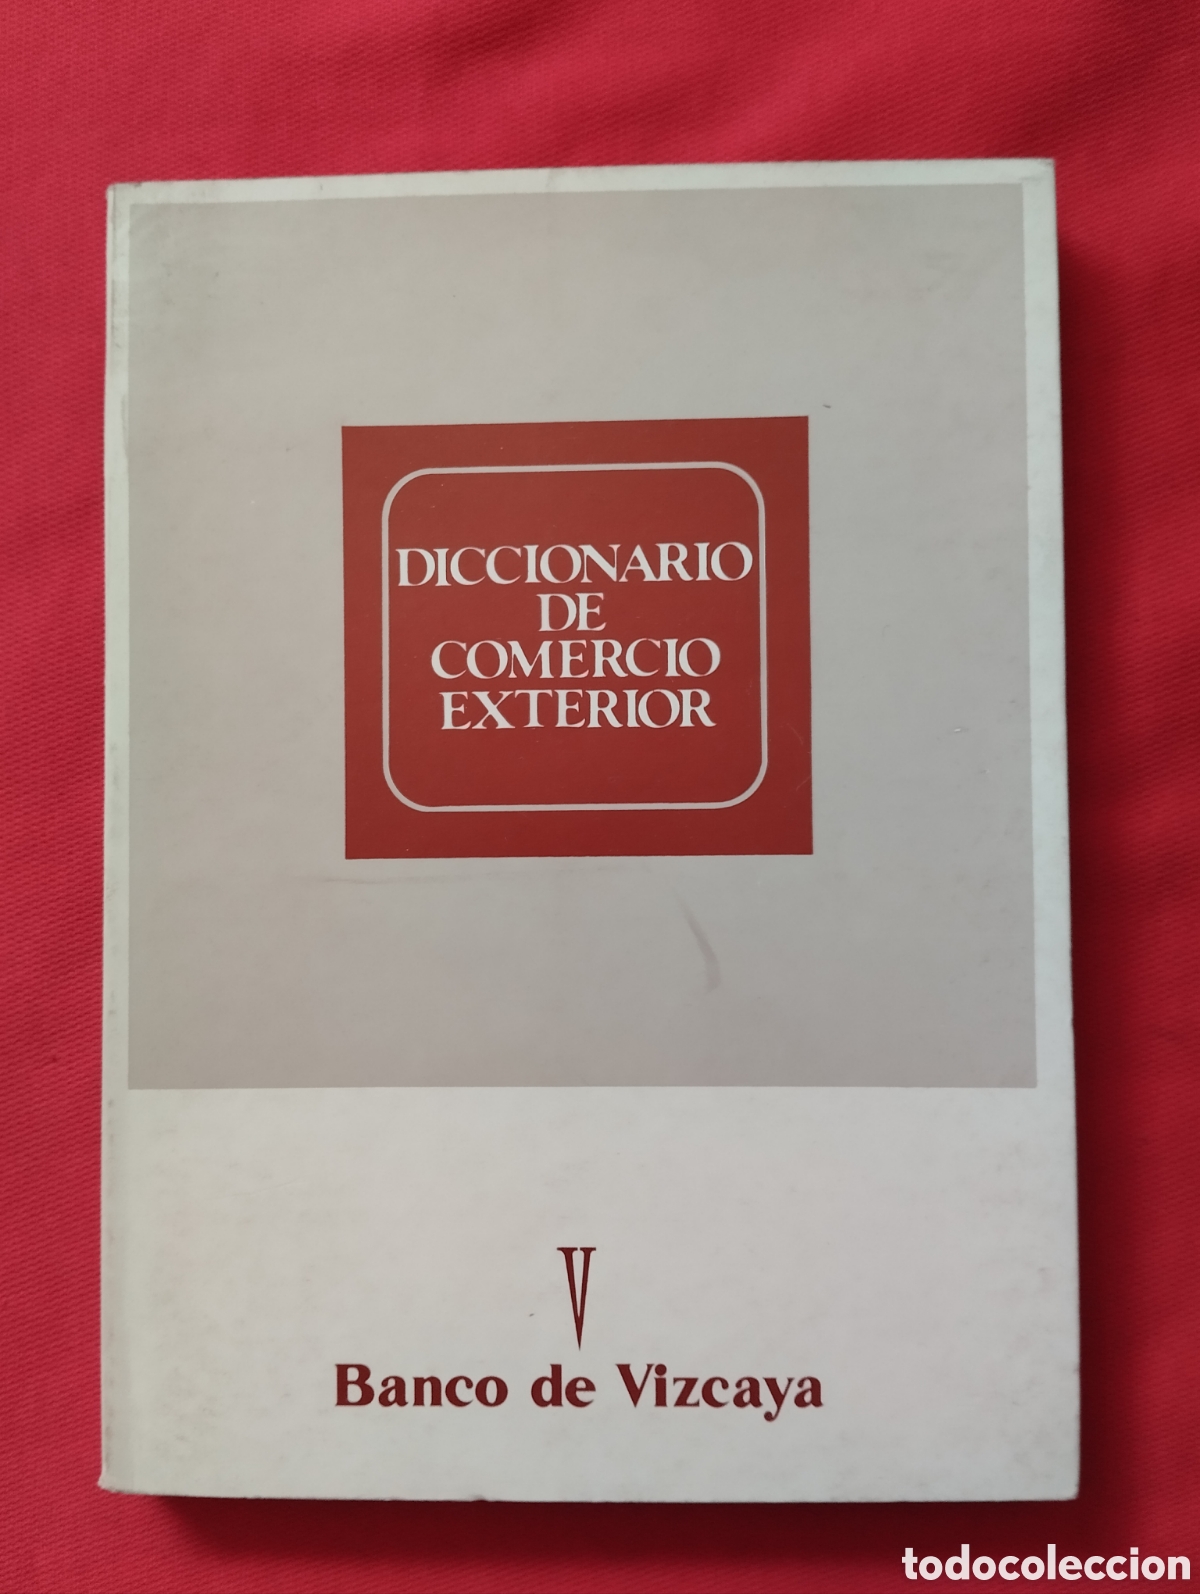 DICCIONARIO
DE
COMERCIO
EXTERIOR
V
Banco de Vizcaya
todocoleccion